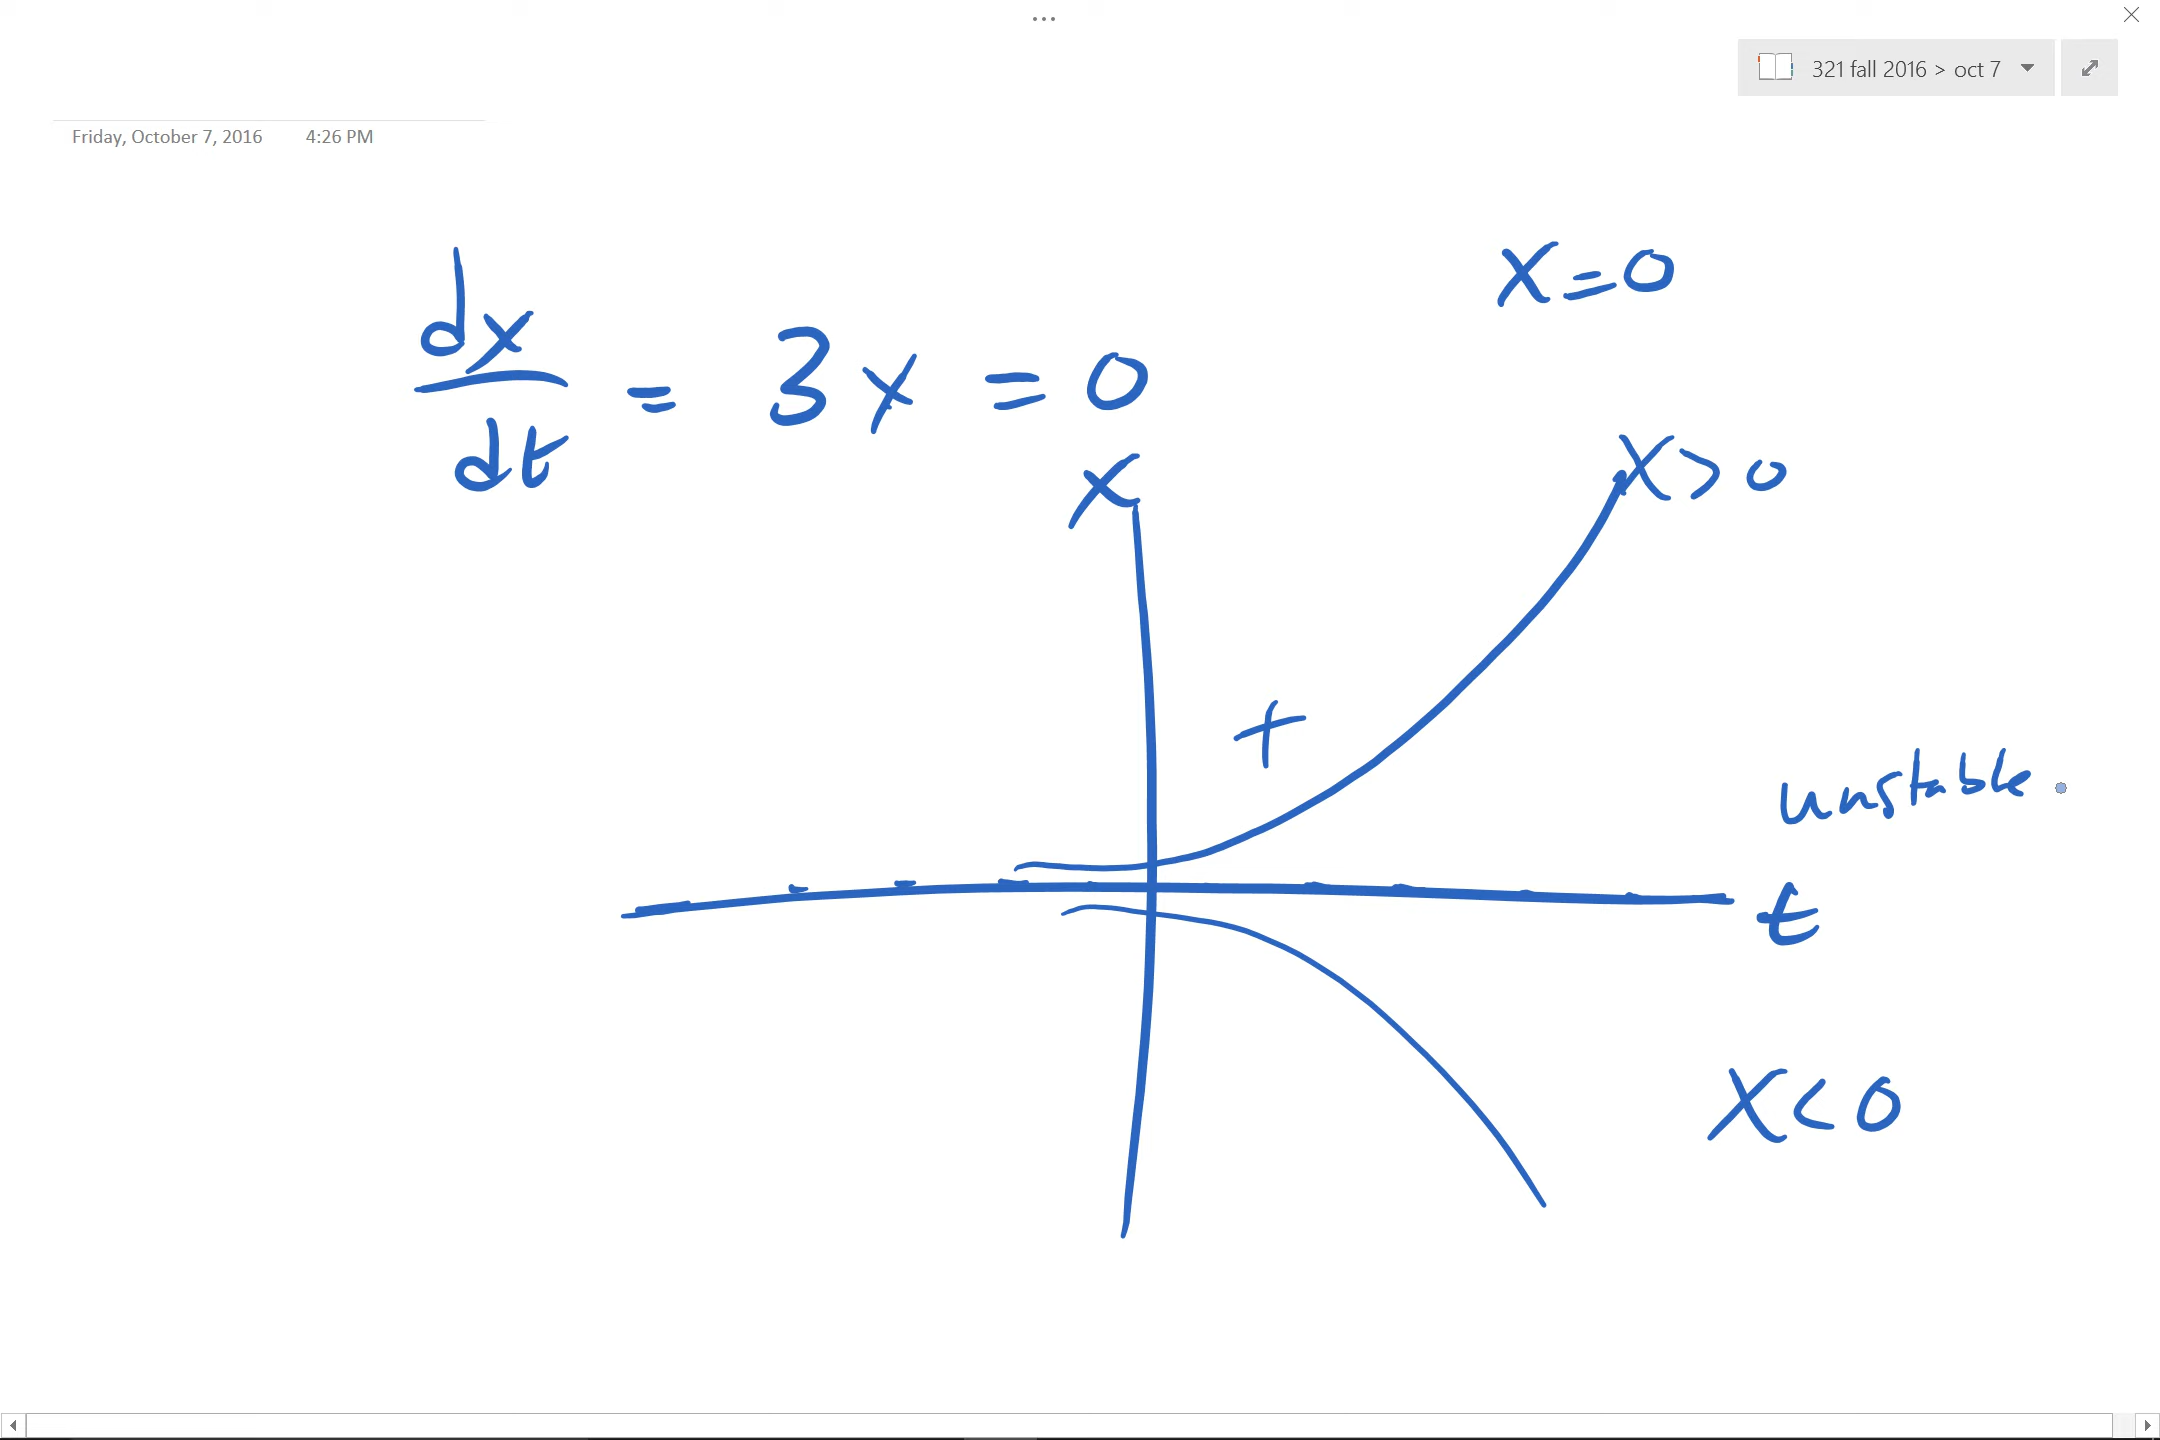 321 fall 2016 > oct 7
Friday, October 7, 2016 4:26 PM
x=0
dx/dt = 3x = 0
x
x>0
+
unstable
t
x<0